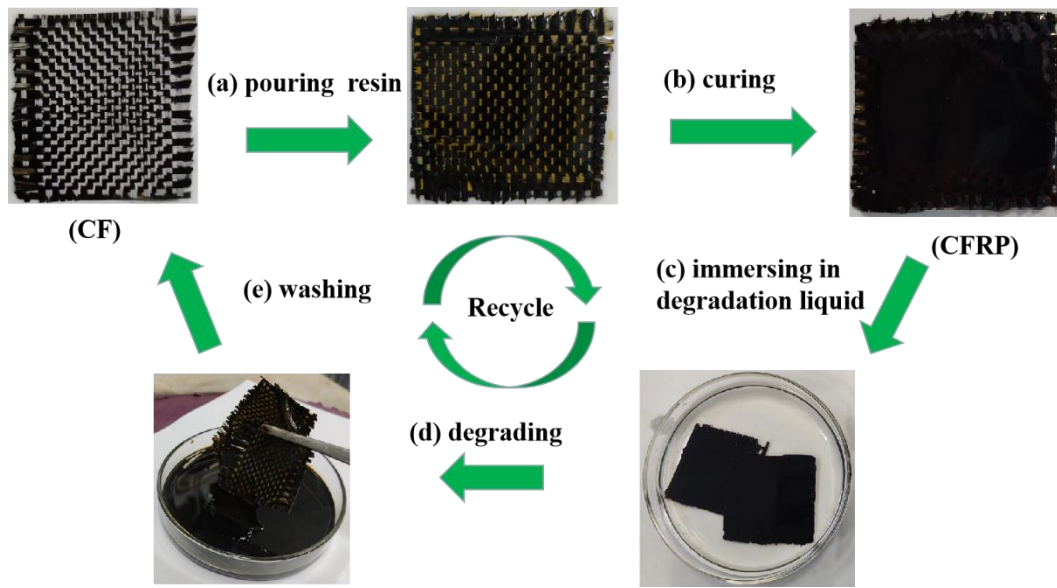 (a) pouring resin
(b) curing
(CF)
(CFRP)
(c) immersing in
degradation liquid
(e) washing
Recycle
(d) degrading